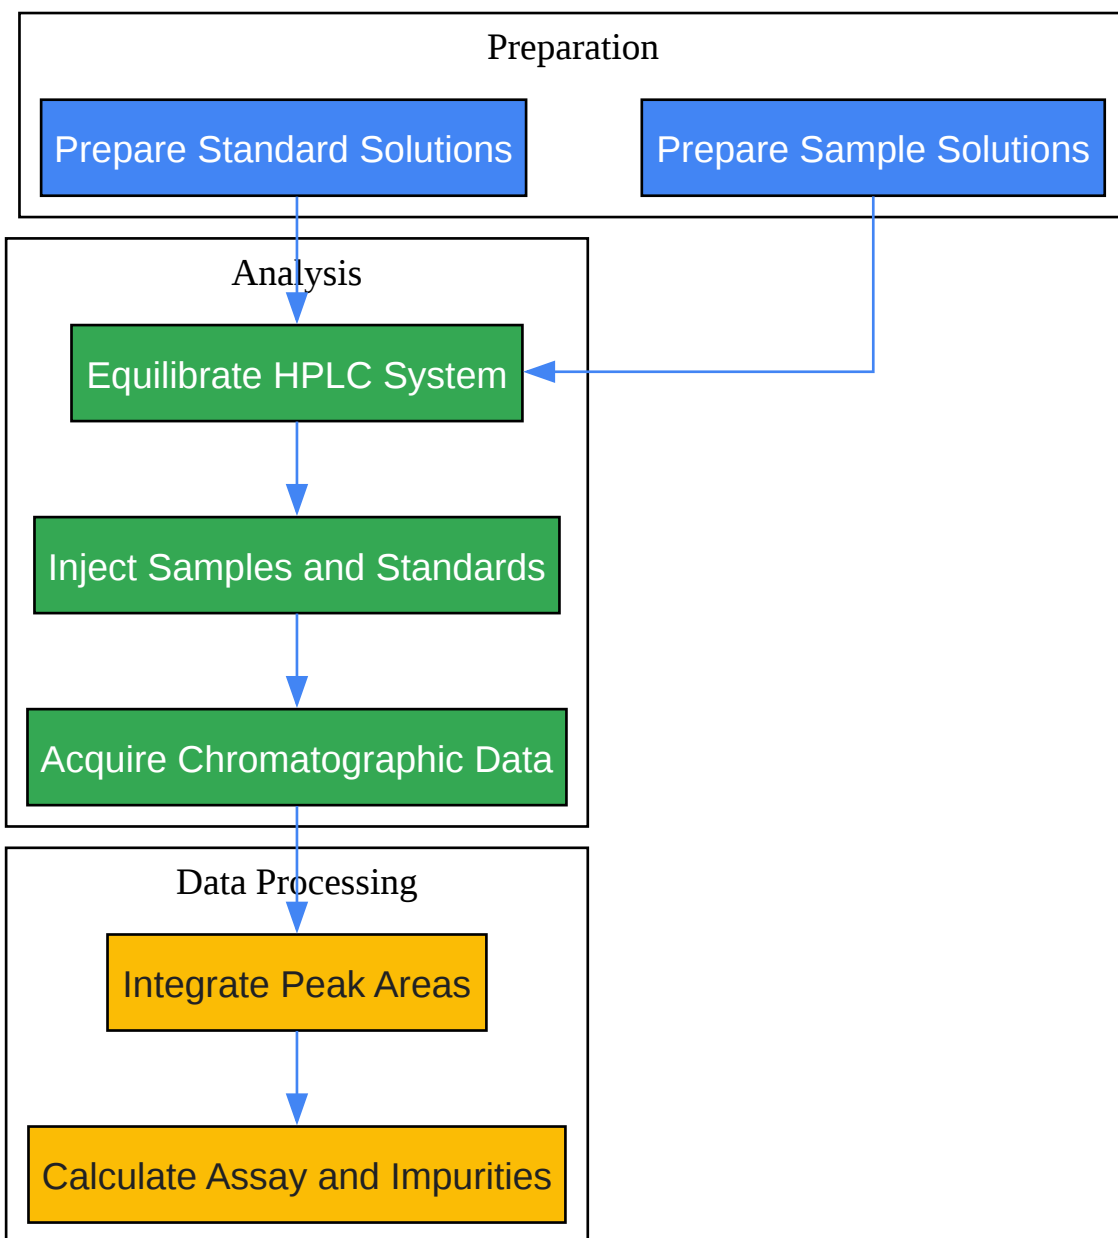 Preparation
Prepare Standard Solutions
Prepare Sample Solutions
Analysis
Equilibrate HPLC System
Inject Samples and Standards
Acquire Chromatographic Data
Data Processing
Integrate Peak Areas
Calculate Assay and Impurities